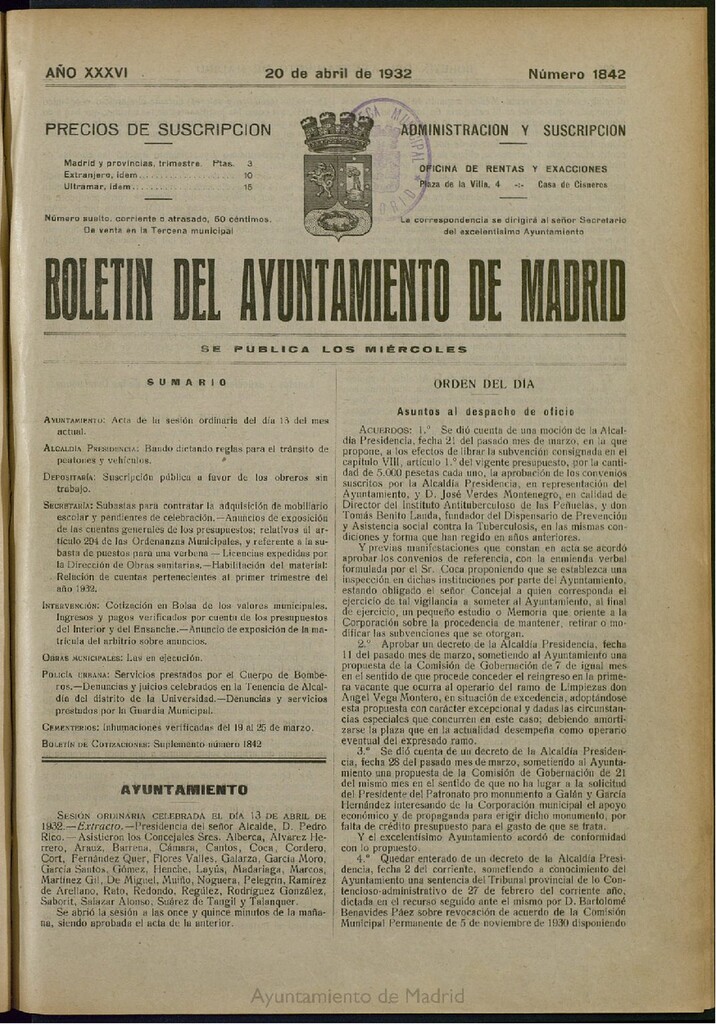 AÑO XXXVI
20 de abril de 1932
Número 1842
PRECIOS DE SUSCRIPCION
Madrid y provincias, trimestre. Ptas. 3
Extranjero, idem.................. 10
Ultramar, idem.................. 15
Número suelto, corriente o atrasado, 50 céntimos.
De venta en la Tercena municipal
ADMINISTRACION Y SUSCRIPCION
OFICINA DE RENTAS Y EXACCIONES
Plaza de la Villa, 4 -:- Casa de Cisneros
La correspondencia se dirigirá al señor Secretario
del excelentísimo Ayuntamiento
BOLETIN DEL AYUNTAMIENTO DE MADRID
SE PUBLICA LOS MIÉRCOLES
SUMARIO
AYUNTAMIENTO: Acta de la sesión ordinaria del día 13 del mes
actual.
ALCALDÍA PRESIDENCIA: Bando dictando reglas para el tránsito de
peatones y vehículos.
DEPOSITARÍA: Suscripción pública a favor de los obreros sin
trabajo.
SECRETARÍA: Subastas para contratar la adquisición de mobiliario
escolar y pendientes de celebración.—Anuncios de exposición
de las cuentas generales de los presupuestos; relativos al ar-
tículo 294 de las Ordenanzas Municipales, y referente a la su-
basta de puestos para una verbena — Licencias expedidas por
la Dirección de Obras sanitarias.—Habilitación del material:
Relación de cuentas pertenecientes al primer trimestre del
año 1932.
INTERVENCIÓN: Cotización en Bolsa de los valores municipales.
Ingresos y pagos verificados por cuenta de los presupuestos
del Interior y del Ensanche.—Anuncio de exposición de la ma-
trícula del arbitrio sobre anuncios.
OBRAS MUNICIPALES: Las en ejecución.
POLICÍA URBANA: Servicios prestados por el Cuerpo de Bombe-
ros.—Denuncias y juicios celebrados en la Tenencia de Alcal-
día del distrito de la Universidad.—Denuncias y servicios
prestados por la Guardia Municipal.
CEMENTERIOS: Inhumaciones verificadas del 19 al 25 de marzo.
BOLETÍN DE COTIZACIONES: Suplemento número 1842
AYUNTAMIENTO
SESIÓN ORDINARIA CELEBRADA EL DÍA 13 DE ABRIL DE
1932.—Extracto.—Presidencia del señor Alcalde, D. Pedro
Rico.—Asistieron los Concejales Sres. Alberca, Alvarez He-
rrero, Arauz, Barrena, Cámara, Cantos, Coca, Cordero,
Cort, Fernández Quer, Flores Valles, Galarza, García Moro,
García Santos, Gómez, Henche, Layús, Madariaga, Marcos,
Martínez Gil, De Miguel, Muiño, Noguera, Pelegrín, Ramírez
de Arellano, Rato, Redondo, Regúlez, Rodríguez González,
Saborit, Salazar Alonso, Suárez de Tangil y Talanquer.
Se abrió la sesión a las once y quince minutos de la maña-
na, siendo aprobada el acta de la anterior.
ORDEN DEL DIA
Asuntos al despacho de oficio
ACUERDOS: 1.° Se dió cuenta de una moción de la Alcal-
día Presidencia, fecha 21 del pasado mes de marzo, en la que
propone, a los efectos de librar la subvención consignada en el
capítulo VIII, artículo 1.° del vigente presupuesto, por la canti-
dad de 5.000 pesetas cada uno, la aprobación de los convenios
suscritos por la Alcaldía Presidencia, en representación del
Ayuntamiento, y D. José Verdes Montenegro, en calidad de
Director del Instituto Antituberculoso de las Peñuelas, y don
Tomás Benito Landa, fundador del Dispensario de Prevención
y Asistencia social contra la Tuberculosis, en las mismas con-
diciones y forma que han regido en años anteriores.
Y previas manifestaciones que constan en acta se acordó
aprobar los convenios de referencia, con la enmienda verbal
formulada por el Sr. Coca proponiendo que se establezca una
inspección en dichas instituciones por parte del Ayuntamiento,
estando obligado el señor Concejal a quien corresponda el
ejercicio de tal vigilancia a someter al Ayuntamiento, al final
de ejercicio, un pequeño estudio o Memoria que oriente a la
Corporación sobre la procedencia de mantener, retirar o mo-
dificar las subvenciones que se otorgan.
2.° Aprobar un decreto de la Alcaldía Presidencia, fecha
11 del pasado mes de marzo, sometiendo al Ayuntamiento una
propuesta de la Comisión de Gobernación de 7 de igual mes
en el sentido de que procede conceder el reingreso en la prime-
ra vacante que ocurra al operario del ramo de Limpiezas don
Angel Vega Montero, en situación de excedencia, adoptándose
esta propuesta con carácter excepcional y dadas las circunstan-
cias especiales que concurren en este caso; debiendo amorti-
zarse la plaza que en la actualidad desempeña como operario
eventual del expresado ramo.
3.° Se dió cuenta de un decreto de la Alcaldía Presiden-
cia, fecha 28 del pasado mes de marzo, sometiendo al Ayunta-
miento una propuesta de la Comisión de Gobernación de 21
del mismo mes en el sentido de que no ha lugar a la solicitud
del Presidente del Patronato pro monumento a Galán y García
Hernández interesando de la Corporación municipal el apoyo
económico y de propaganda para erigir dicho monumento, por
falta de crédito presupuesto para el gasto de que se trata.
Y el excelentísimo Ayuntamiento acordó de conformidad
con lo propuesto.
4.° Quedar enterado de un decreto de la Alcaldía Presi-
dencia, fecha 2 del corriente, sometiendo a conocimiento del
Ayuntamiento una sentencia del Tribunal provincial de lo Con-
tencioso-administrativo de 27 de febrero del corriente año,
dictada en el recurso seguido ante el mismo por D. Bartolomé
Benavides Páez sobre revocación de acuerdo de la Comisión
Municipal Permanente de 5 de noviembre de 1930 disponiendo
Ayuntamiento de Madrid